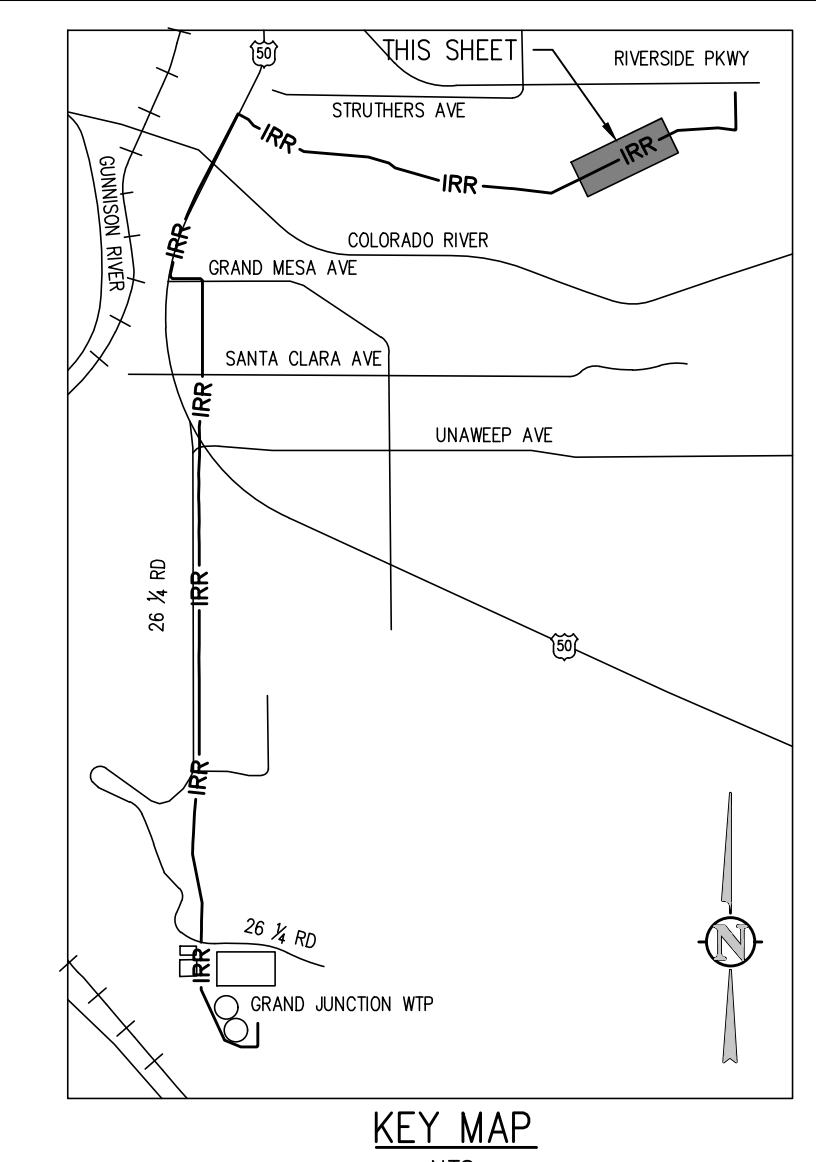 50
THIS SHEET
RIVERSIDE PKWY
STRUTHERS AVE
IRR
IRR
IRR
GUNNISON RIVER
IRR
COLORADO RIVER
GRAND MESA AVE
SANTA CLARA AVE
IRR
UNAWEEP AVE
26 ¼ RD
IRR
50
IRR
26 ¼ RD
IRR
N
GRAND JUNCTION WTP
KEY MAP